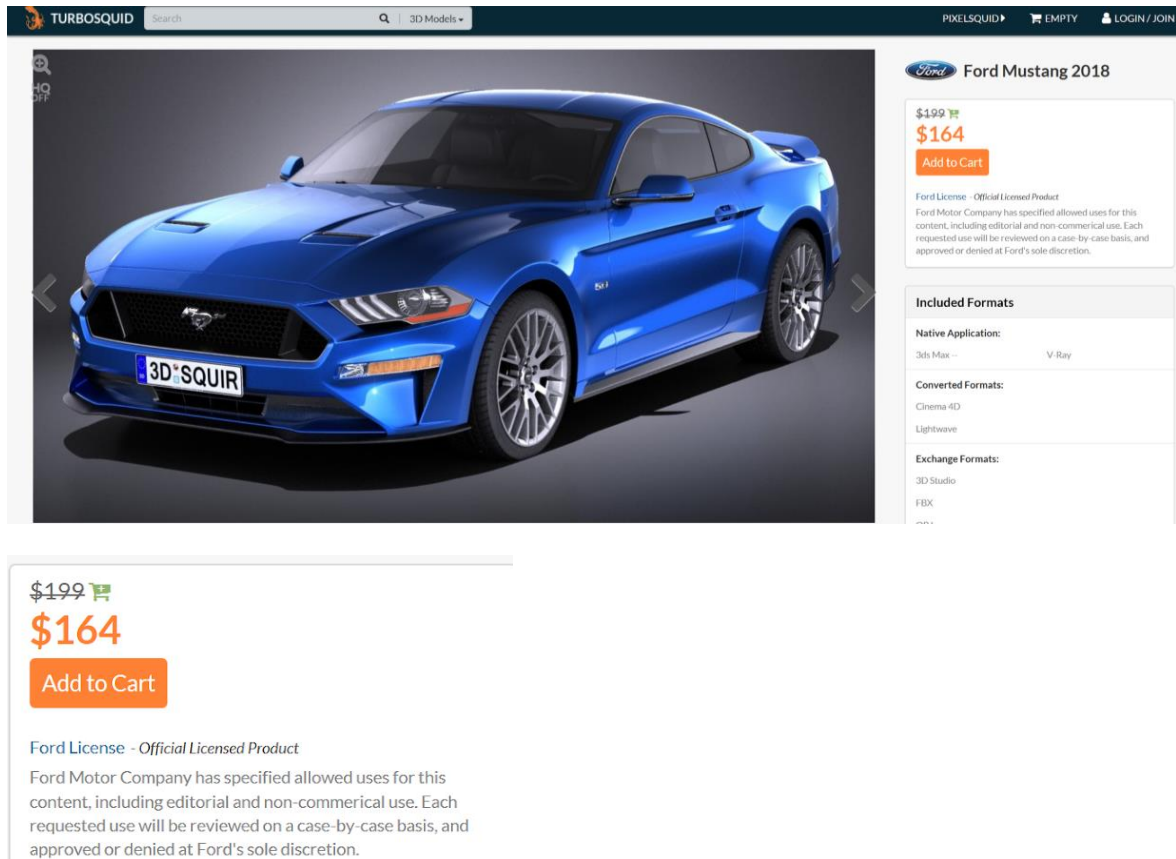 TURBOSQUID
Search
3D Models
PIXELSQUID
EMPTY
LOGIN / JOIN
HQ
OFF
3D SQUIR
5.0
Ford
Ford Mustang 2018
$199
$164
Add to Cart
Ford License - Official Licensed Product
Ford Motor Company has specified allowed uses for this
content, including editorial and non-commerical use. Each
requested use will be reviewed on a case-by-case basis, and
approved or denied at Ford's sole discretion.
Included Formats
Native Application:
3ds Max -- V-Ray
Converted Formats:
Cinema 4D
Lightwave
Exchange Formats:
3D Studio
FBX
$199
$164
Add to Cart
Ford License - Official Licensed Product
Ford Motor Company has specified allowed uses for this
content, including editorial and non-commerical use. Each
requested use will be reviewed on a case-by-case basis, and
approved or denied at Ford's sole discretion.